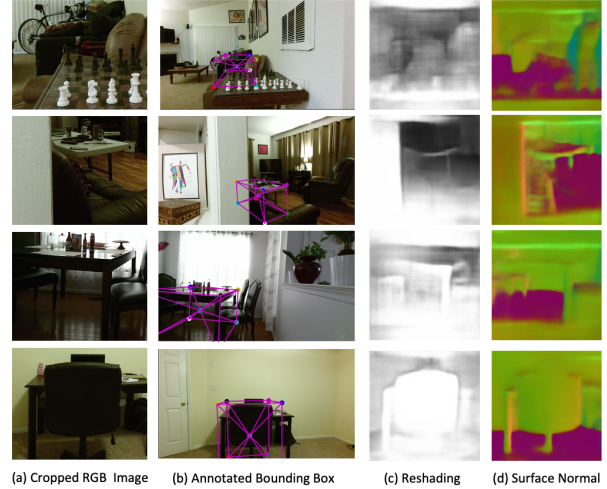 (a) Cropped RGB Image
(b) Annotated Bounding Box
(c) Reshading
(d) Surface Normal